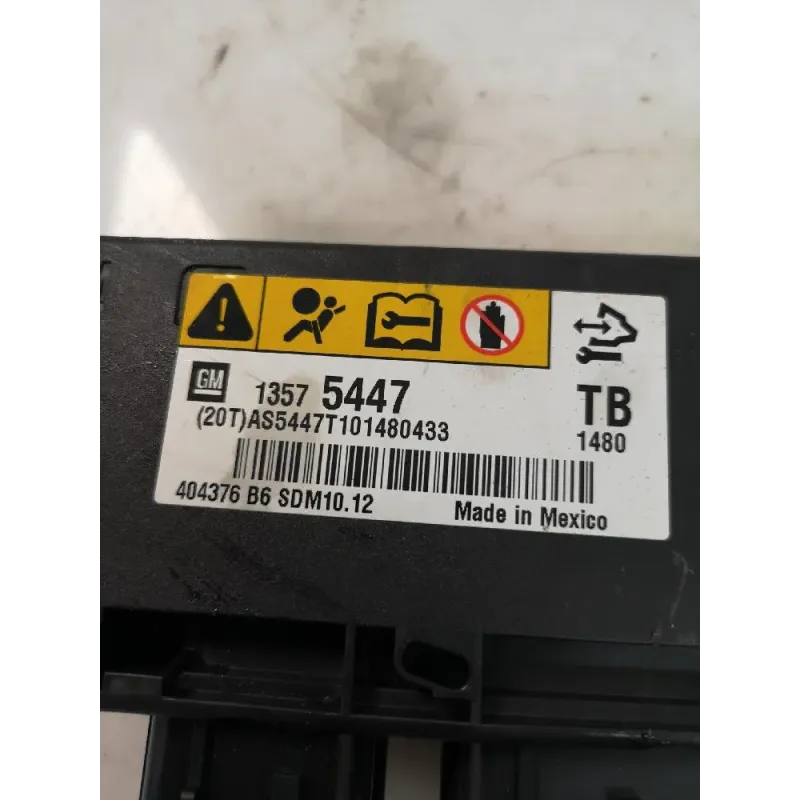 GM 1357 5447 TB
(20T)AS5447T101480433 1480
404376 B6 SDM10.12 Made in Mexico